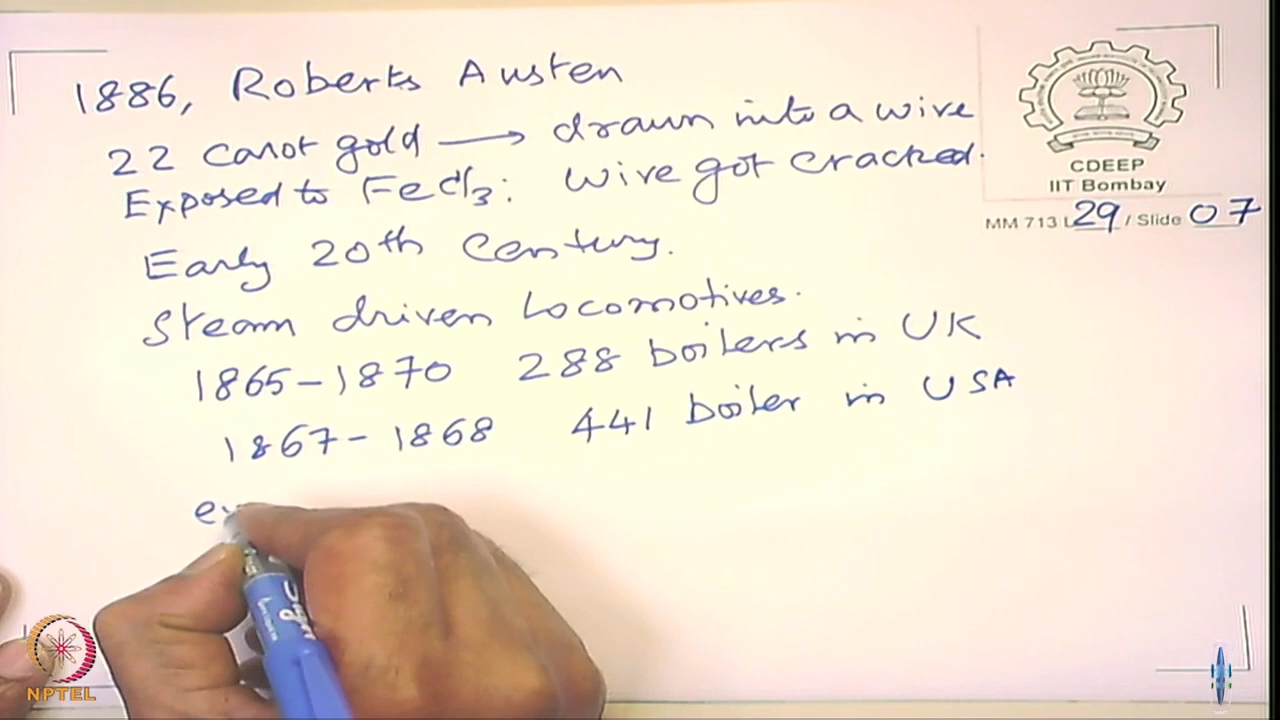 1886, Roberts Austen
22 carot gold → drawn into a wire
Exposed to FeCl3: Wire got cracked.
Early 20th Century.
Steam driven Locomotives.
1865-1870 288 boilers in UK
1867-1868 441 boiler in USA
ex
CDEEP
IIT Bombay
MM 713 L29 / Slide 07
NPTEL